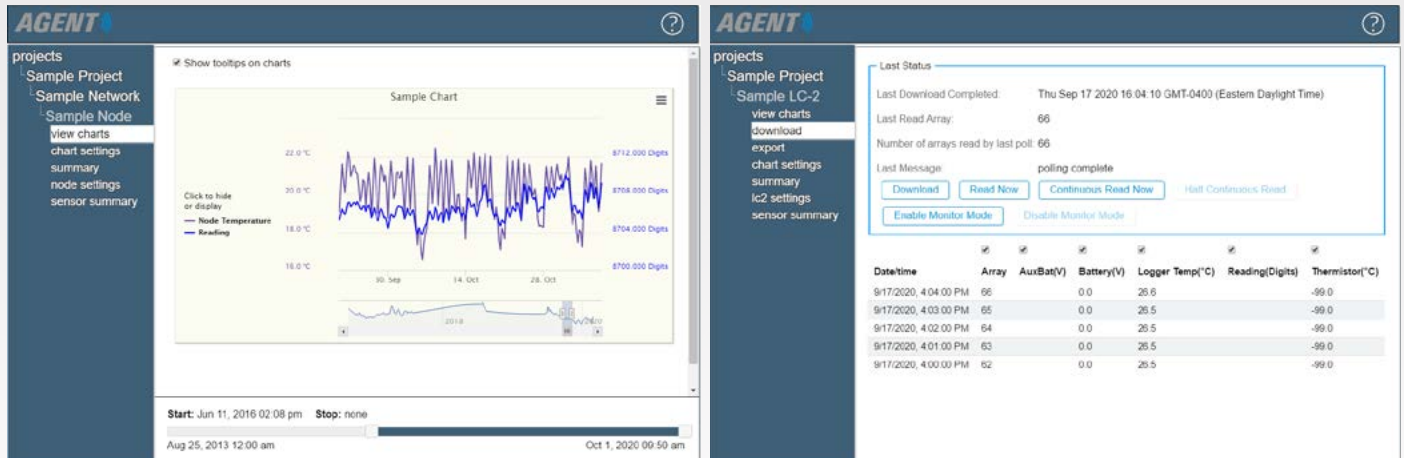 AGENT
?
projects
Sample Project
Sample Network
Sample Node
view charts
chart settings
summary
node settings
sensor summary
Show tooltips on charts
Sample Chart
22.0 °C
20.0 °C
18.0 °C
16.0 °C
8712.000 Digits
8708.000 Digits
8704.000 Digits
8700.000 Digits
Click to hide
or display
Node Temperature
Reading
30. Sep
14. Oct
28. Oct
2018
2020
Start: Jun 11, 2016 02:08 pm Stop: none
Aug 25, 2013 12:00 am
Oct 1, 2020 09:50 am
AGENT
?
projects
Sample Project
Sample LC-2
view charts
download
export
chart settings
summary
lc2 settings
sensor summary
Last Status
Last Download Completed: Thu Sep 17 2020 16:04:10 GMT-0400 (Eastern Daylight Time)
Last Read Array: 66
Number of arrays read by last poll: 66
Last Message: polling complete
Download Read Now Continuous Read Now Halt Continuous Read
Enable Monitor Mode Disable Monitor Mode
Date/time Array AuxBat(V) Battery(V) Logger Temp(°C) Reading(Digits) Thermistor(°C)
9/17/2020, 4:04:00 PM 66 0.0 26.6 -99.0
9/17/2020, 4:03:00 PM 65 0.0 26.5 -99.0
9/17/2020, 4:02:00 PM 64 0.0 26.5 -99.0
9/17/2020, 4:01:00 PM 63 0.0 26.5 -99.0
9/17/2020, 4:00:00 PM 62 0.0 26.5 -99.0